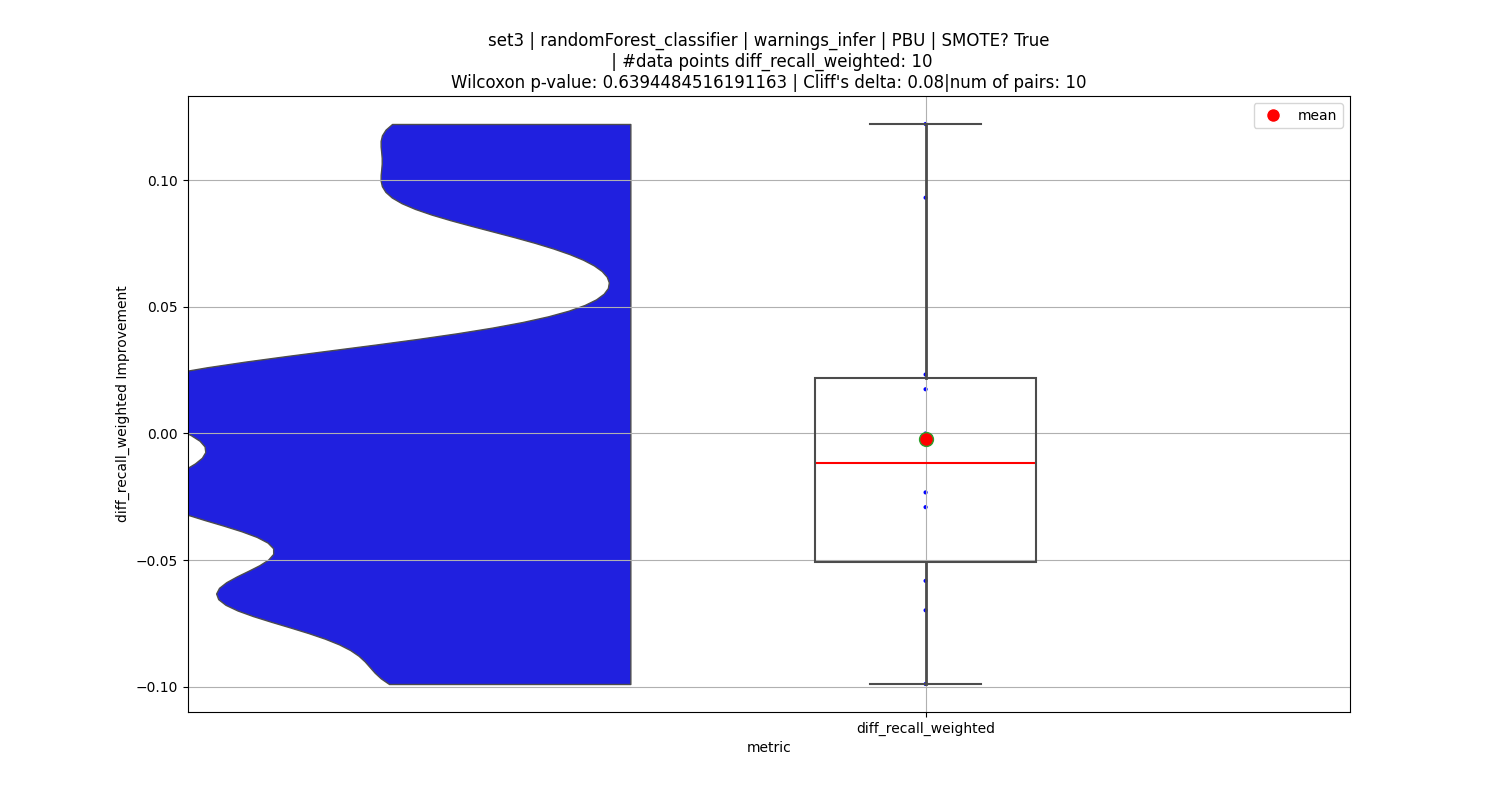 set3 | randomForest_classifier | warnings_infer | PBU | SMOTE? True
| #data points diff_recall_weighted: 10
Wilcoxon p-value: 0.6394484516191163 | Cliff's delta: 0.08|num of pairs: 10
mean
0.10
0.05
0.00
−0.05
−0.10
diff_recall_weighted Improvement
diff_recall_weighted
metric